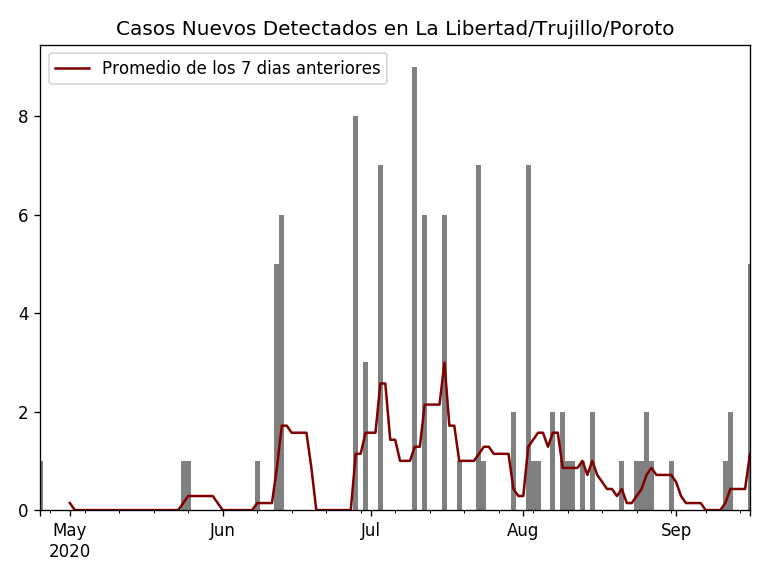 Casos Nuevos Detectados en La Libertad/Trujillo/Poroto
Promedio de los 7 dias anteriores
8
6
4
2
0
May Jun Jul Aug Sep
2020